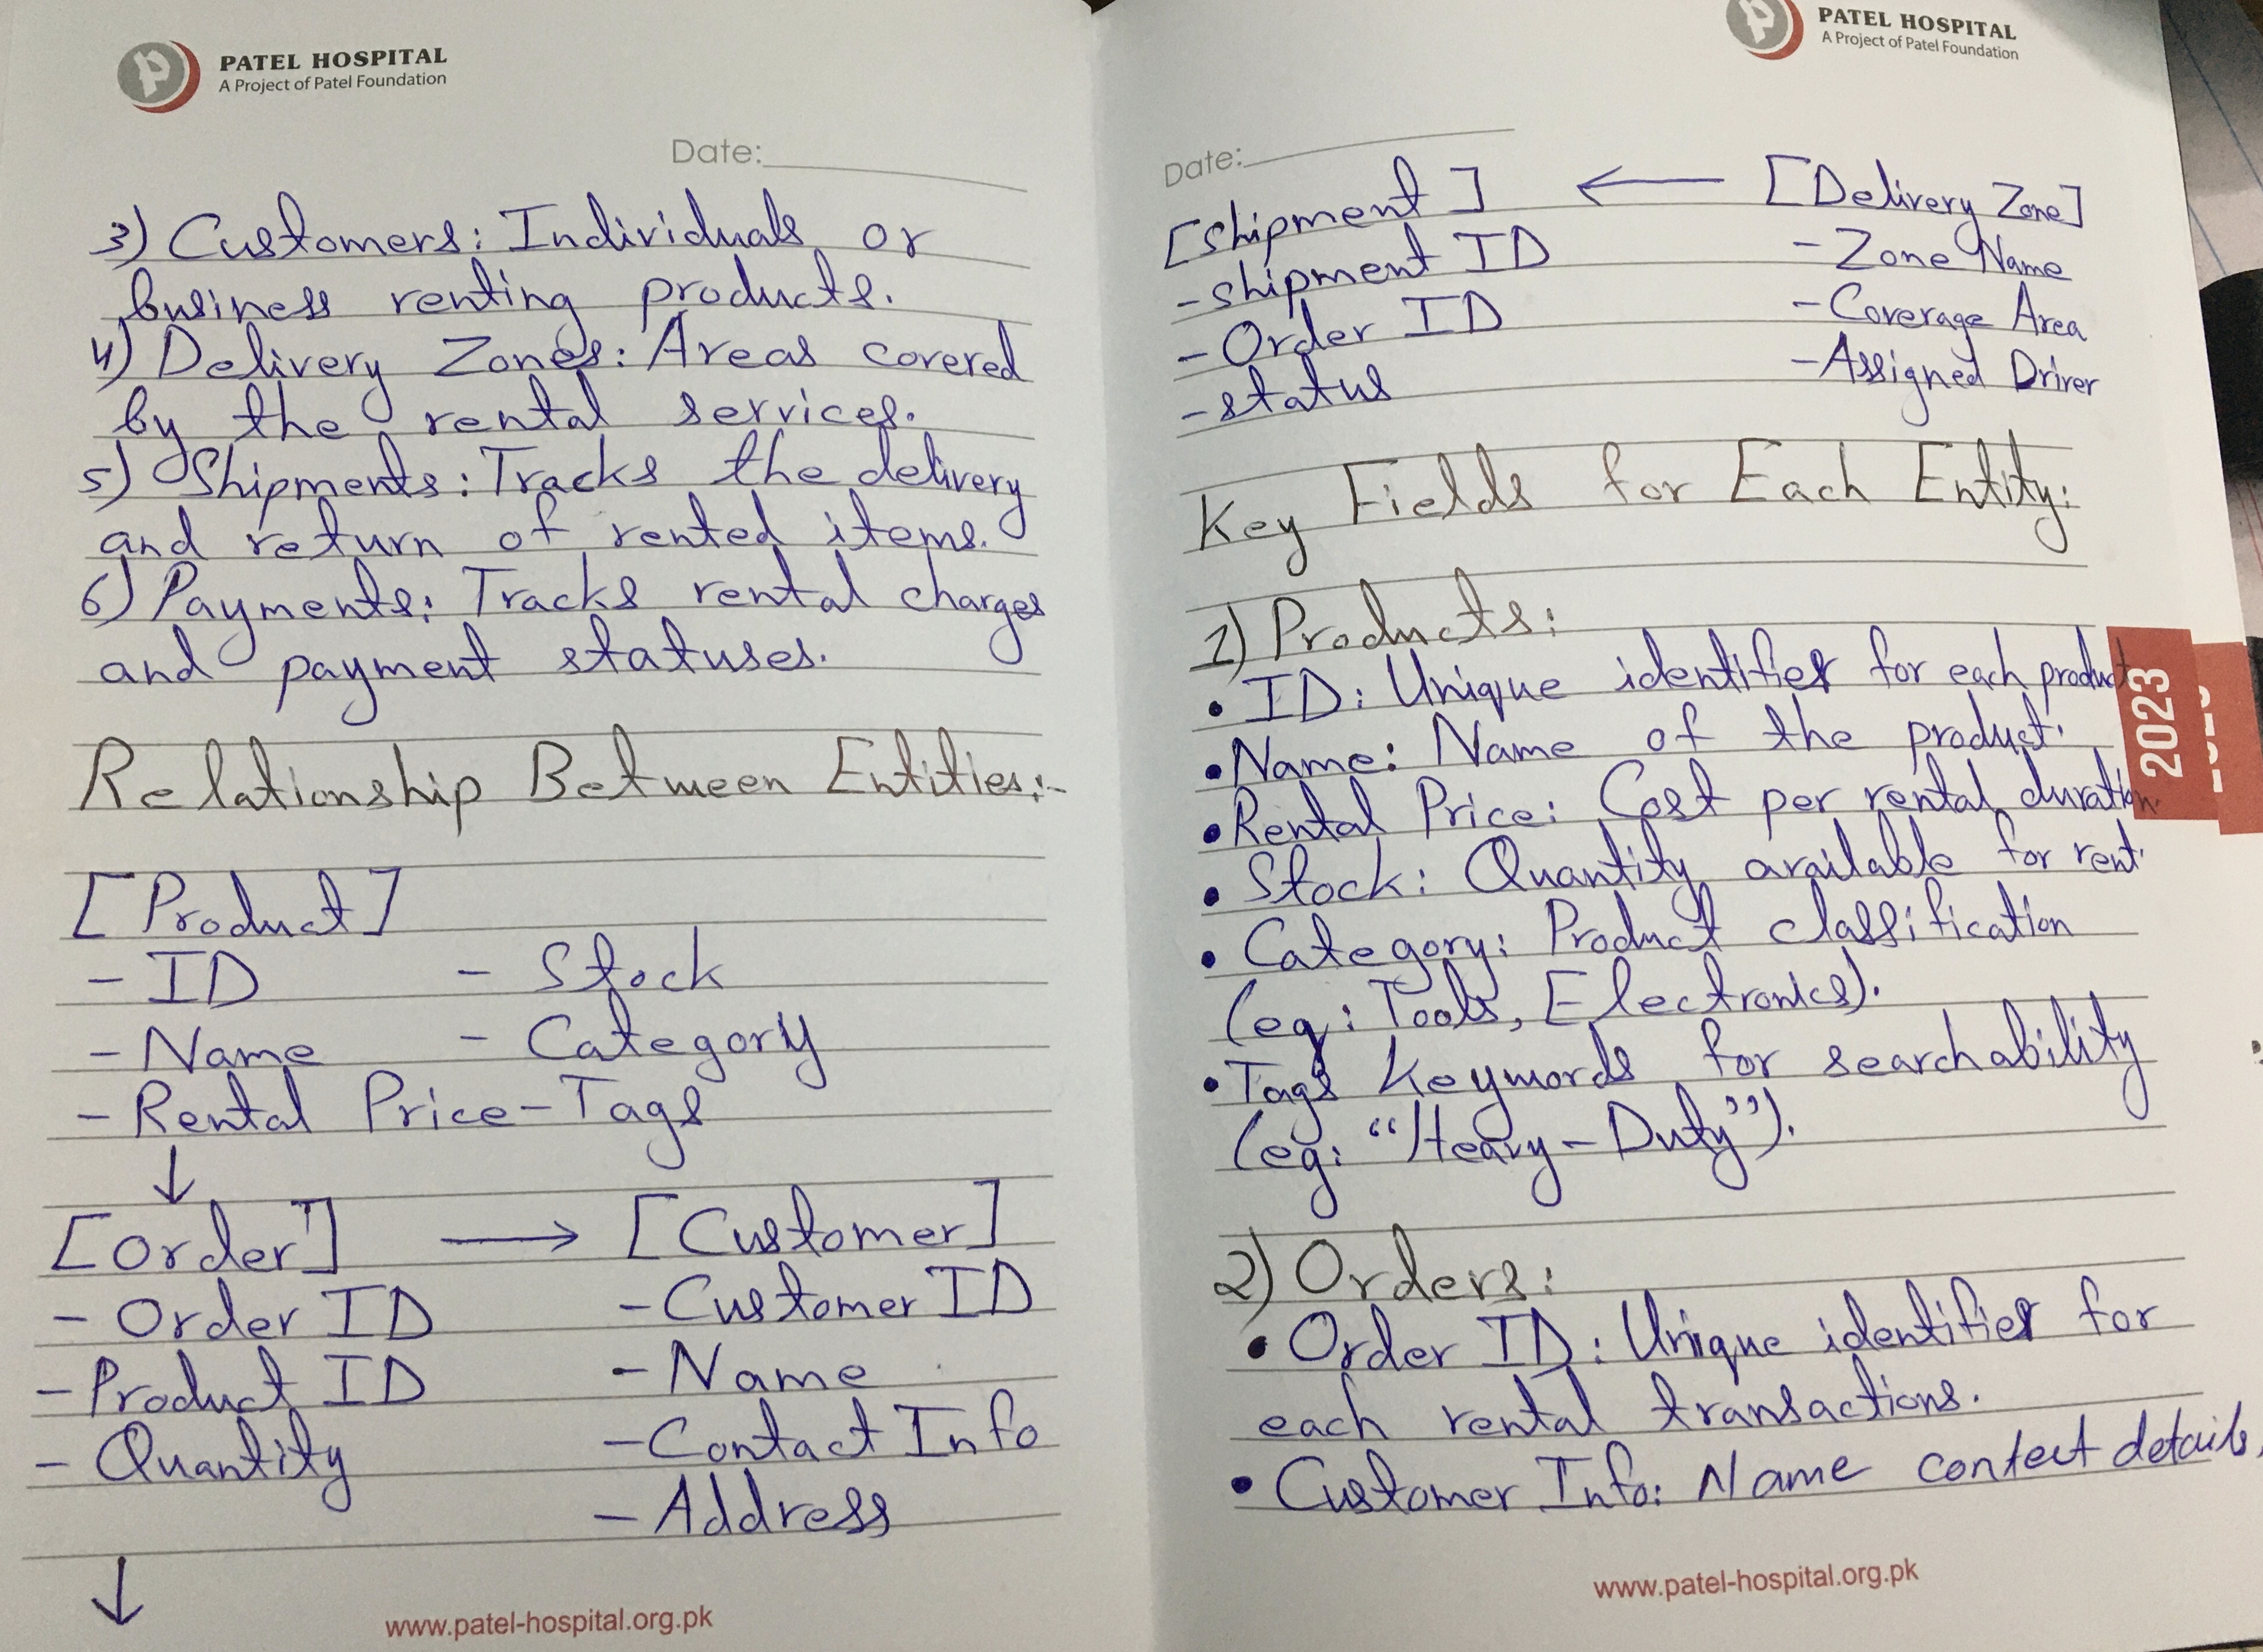 PATEL HOSPITAL
A Project of Patel Foundation
Date:
3) Customers: Individuals or
business renting products.
4) Delivery Zones: Areas covered
by the rental services.
5) Shipments: Tracks the delivery
and return of rented items.
6) Payments: Tracks rental charges
and payment statuses.
Relationship Between Entities:-
[Product]
- ID - Stock
- Name - Category
- Rental Price - Tags
↓
[Order] → [Customer]
- Order ID - Customer ID
- Product ID - Name
- Quantity - Contact Info
- Address
↓
www.patel-hospital.org.pk
PATEL HOSPITAL
A Project of Patel Foundation
Date:
[Shipment] ← [Delivery Zone]
- Shipment ID - Zone Name
- Order ID - Coverage Area
- status - Assigned Driver
Key Fields for Each Entity:
1) Products:
• ID: Unique identifier for each product
• Name: Name of the product.
• Rental Price: Cost per rental duration.
• Stock: Quantity available for rent.
• Category: Product classification
(eg: Tools, Electronics).
• Tags Keywords for searchability
(eg: "Heavy-Duty").
2) Orders:
• Order ID: Unique identifier for
each rental transactions.
• Customer Info: Name contect details,
www.patel-hospital.org.pk
2023